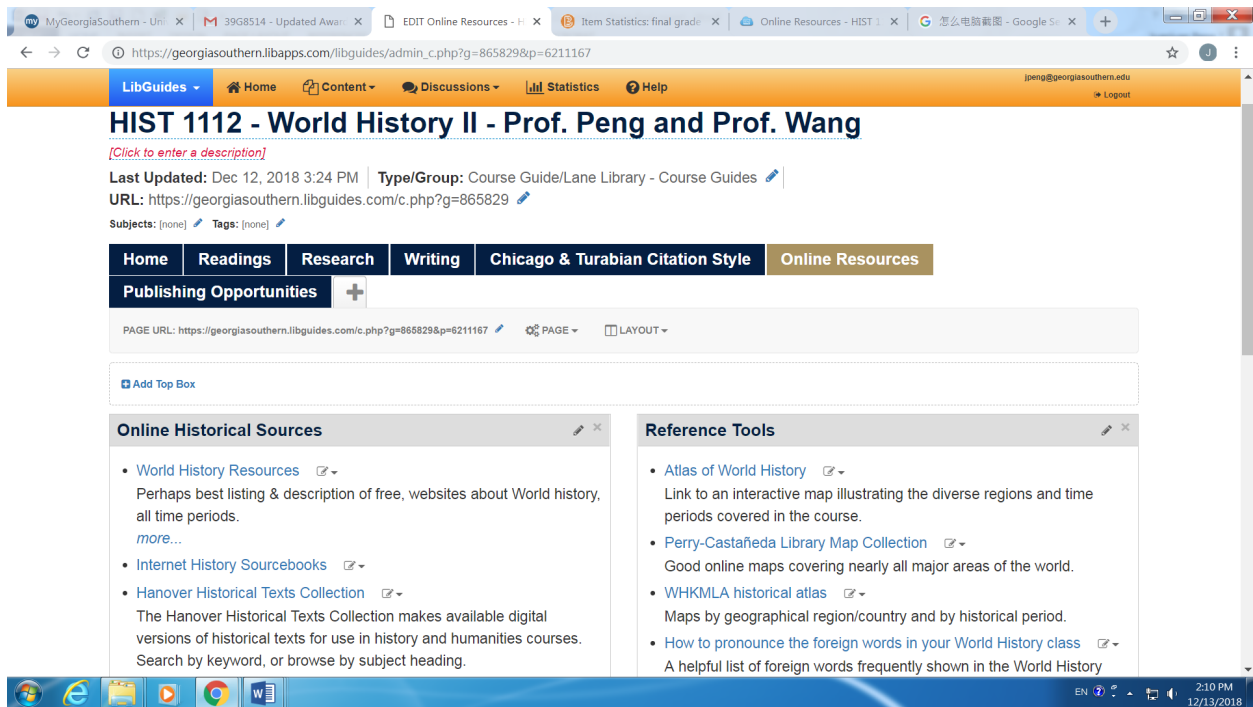 MyGeorgiaSouthern - Uni
39G8514 - Updated Awar
EDIT Online Resources - H
Item Statistics: final grade
Online Resources - HIST 1
怎么电脑截图 - Google Se
https://georgiasouthern.libapps.com/libguides/admin_c.php?g=865829&p=6211167
J
LibGuides
Home
Content
Discussions
Statistics
Help
jpeng@georgiasouthern.edu
Logout
HIST 1112 - World History II - Prof. Peng and Prof. Wang
[Click to enter a description]
Last Updated: Dec 12, 2018 3:24 PM Type/Group: Course Guide/Lane Library - Course Guides
URL: https://georgiasouthern.libguides.com/c.php?g=865829
Subjects: [none] Tags: [none]
Home Readings Research Writing Chicago & Turabian Citation Style Online Resources
Publishing Opportunities
PAGE URL: https://georgiasouthern.libguides.com/c.php?g=865829&p=6211167 PAGE LAYOUT
Add Top Box
Online Historical Sources
• World History Resources
Perhaps best listing & description of free, websites about World history,
all time periods.
more...
• Internet History Sourcebooks
• Hanover Historical Texts Collection
The Hanover Historical Texts Collection makes available digital
versions of historical texts for use in history and humanities courses.
Search by keyword, or browse by subject heading.
Reference Tools
• Atlas of World History
Link to an interactive map illustrating the diverse regions and time
periods covered in the course.
• Perry-Castañeda Library Map Collection
Good online maps covering nearly all major areas of the world.
• WHKMLA historical atlas
Maps by geographical region/country and by historical period.
• How to pronounce the foreign words in your World History class
A helpful list of foreign words frequently shown in the World History
EN
2:10 PM
12/13/2018